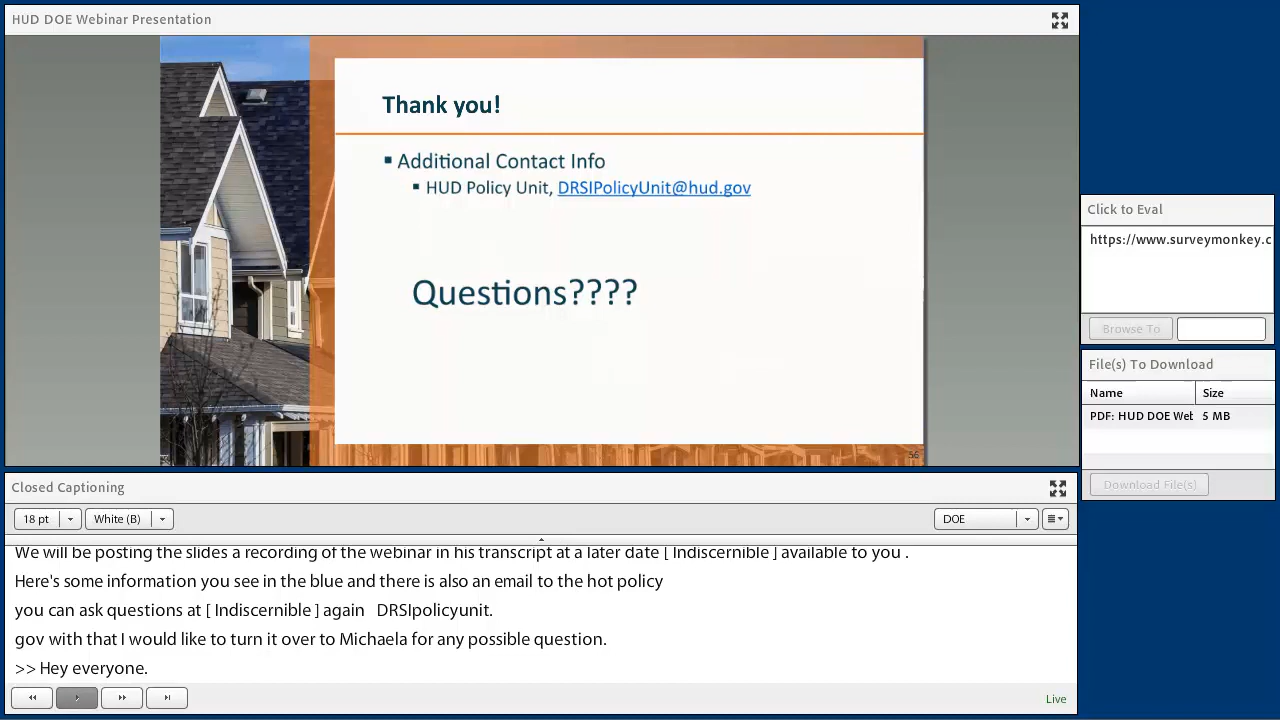 HUD DOE Webinar Presentation
Thank you!
Additional Contact Info
HUD Policy Unit, DRSIPolicyUnit@hud.gov
Questions????
56
Click to Eval
https://www.surveymonkey.c
Browse To
File(s) To Download
Name Size
PDF: HUD DOE Wet 5 MB
Download File(s)
Closed Captioning
18 pt White (B) DOE
We will be posting the slides a recording of the webinar in his transcript at a later date [ Indiscernible ] available to you .
Here's some information you see in the blue and there is also an email to the hot policy
you can ask questions at [ Indiscernible ] again DRSIpolicyunit.
gov with that I would like to turn it over to Michaela for any possible question.
>> Hey everyone.
Live